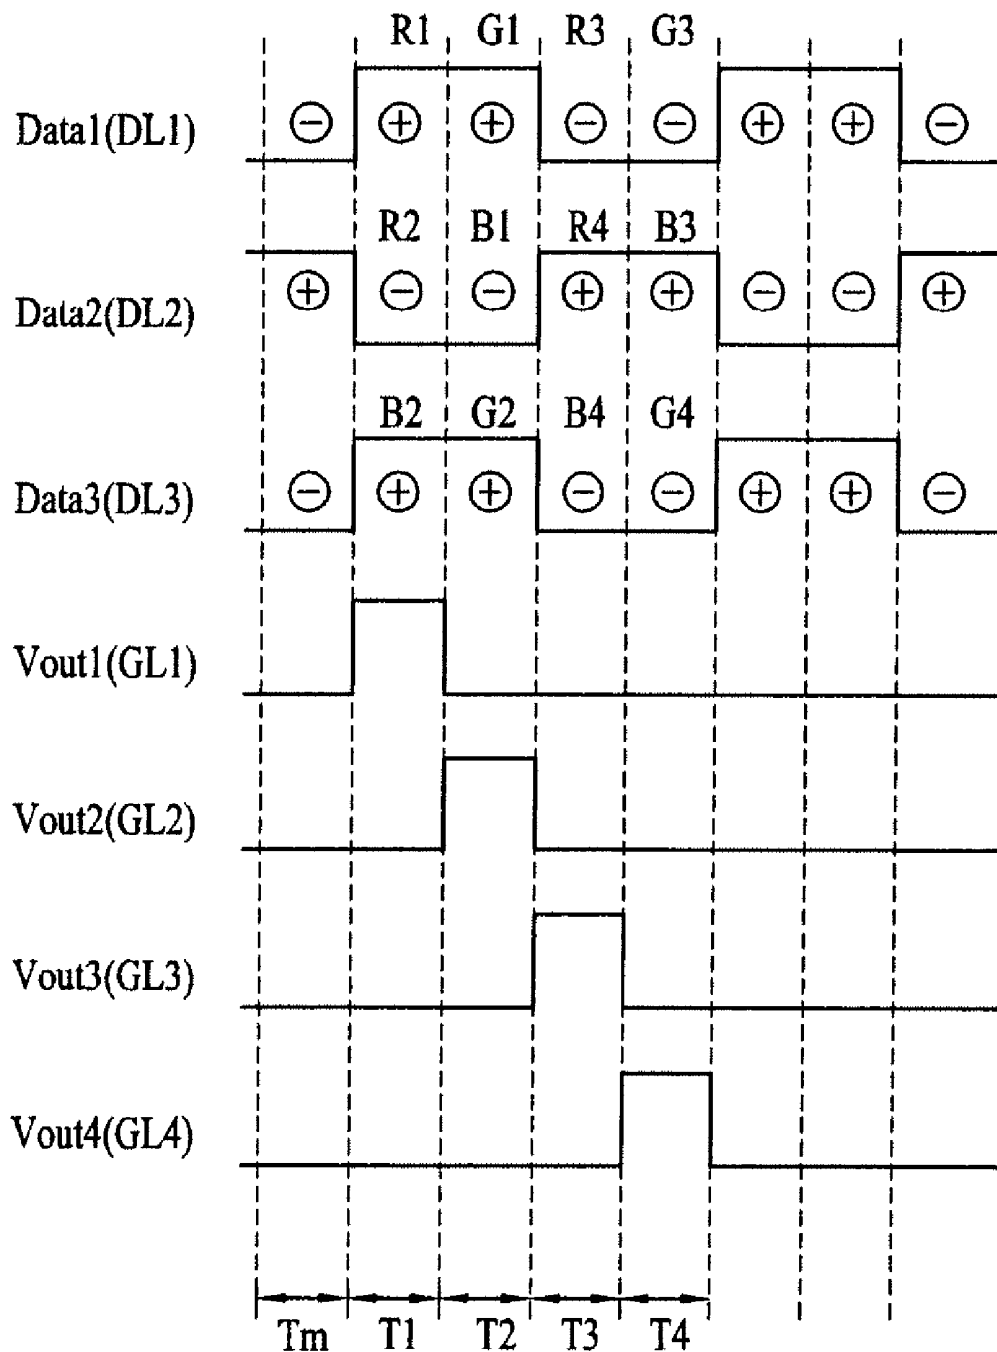 R1 G1 R3 G3
Data1(DL1) − + + − − + + −
R2 B1 R4 B3
Data2(DL2) + − − + + − − +
B2 G2 B4 G4
Data3(DL3) − + + − − + + −
Vout1(GL1)
Vout2(GL2)
Vout3(GL3)
Vout4(GL4)
Tm T1 T2 T3 T4